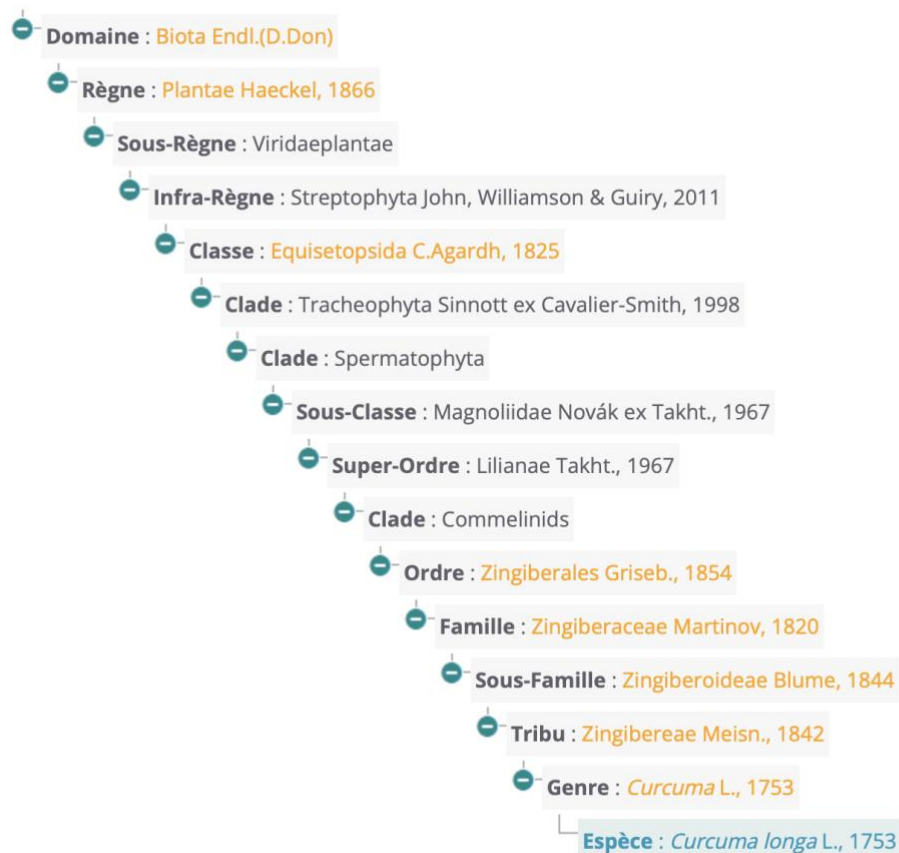 Domaine : Biota Endl.(D.Don)
Règne : Plantae Haeckel, 1866
Sous-Règne : Viridaeplantae
Infra-Règne : Streptophyta John, Williamson & Guiry, 2011
Classe : Equisetopsida C.Agardh, 1825
Clade : Tracheophyta Sinnott ex Cavalier-Smith, 1998
Clade : Spermatophyta
Sous-Classe : Magnoliidae Novák ex Takht., 1967
Super-Ordre : Lilianae Takht., 1967
Clade : Commelinids
Ordre : Zingiberales Griseb., 1854
Famille : Zingiberaceae Martinov, 1820
Sous-Famille : Zingiberoideae Blume, 1844
Tribu : Zingibereae Meisn., 1842
Genre : Curcuma L., 1753
Espèce : Curcuma longa L., 1753